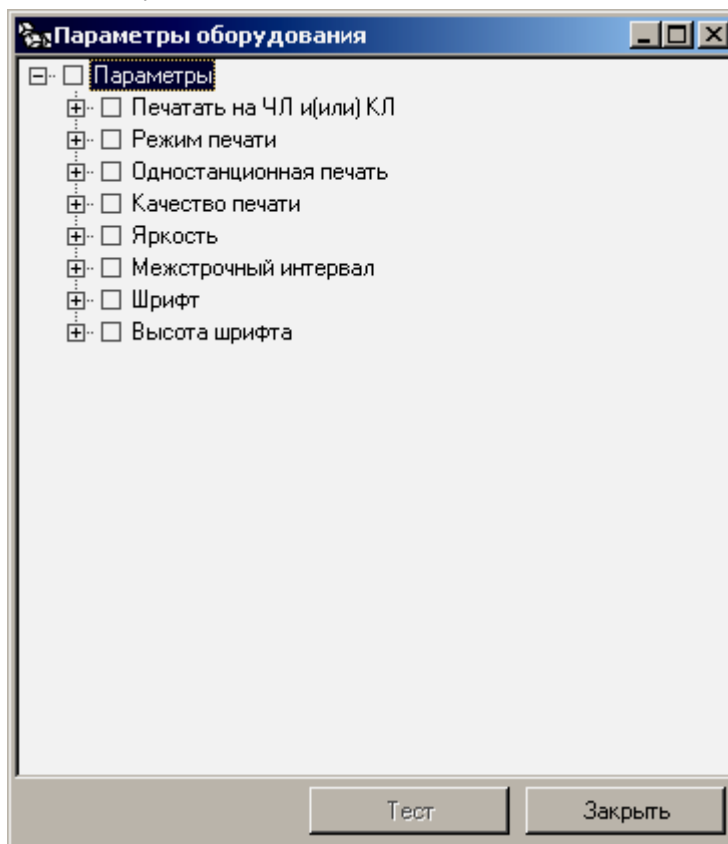 Параметры оборудования
Параметры
Печатать на ЧЛ и(или) КЛ
Режим печати
Одностанционная печать
Качество печати
Яркость
Межстрочный интервал
Шрифт
Высота шрифта
Тест Закрыть